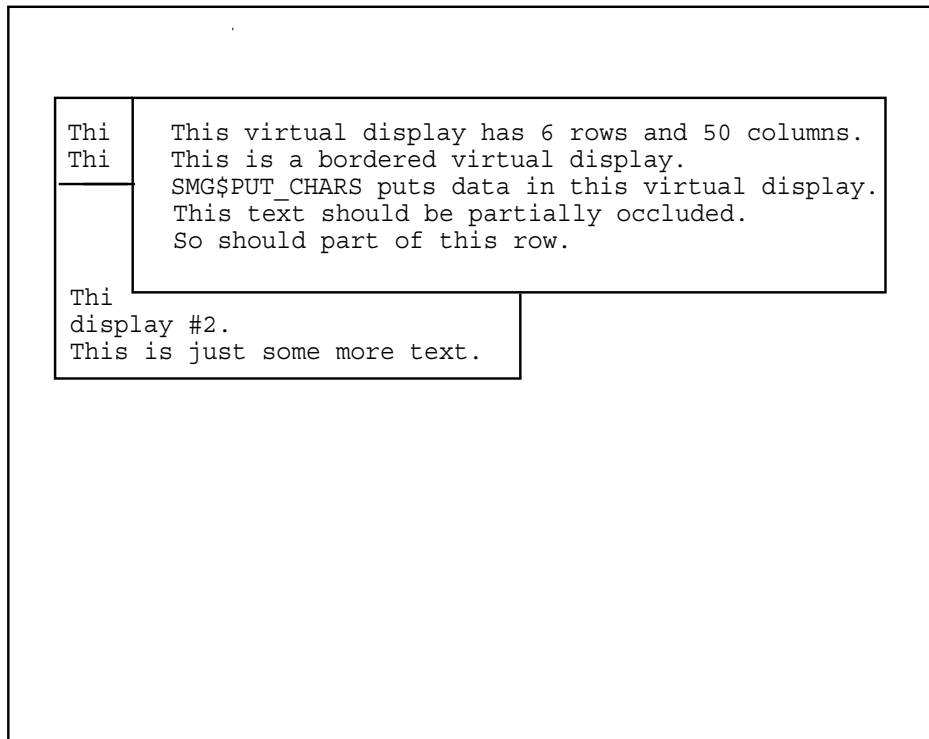 Thi This virtual display has 6 rows and 50 columns.
Thi This is a bordered virtual display.
SMG$PUT_CHARS puts data in this virtual display.
This text should be partially occluded.
So should part of this row.
Thi
display #2.
This is just some more text.